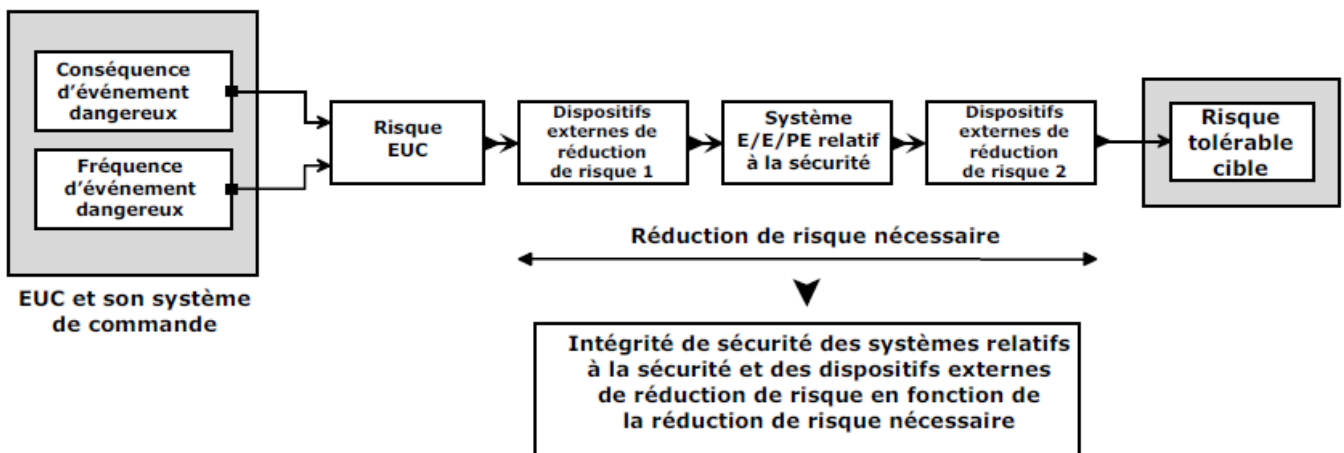 Conséquence
d'événement
dangereux
Fréquence
d'événement
dangereux
EUC et son système
de commande
Risque
EUC
Dispositifs
externes de
réduction
de risque 1
Système
E/E/PE relatif
à la sécurité
Dispositifs
externes de
réduction
de risque 2
Risque
tolérable
cible
Réduction de risque nécessaire
Intégrité de sécurité des systèmes relatifs
à la sécurité et des dispositifs externes
de réduction de risque en fonction de
la réduction de risque nécessaire